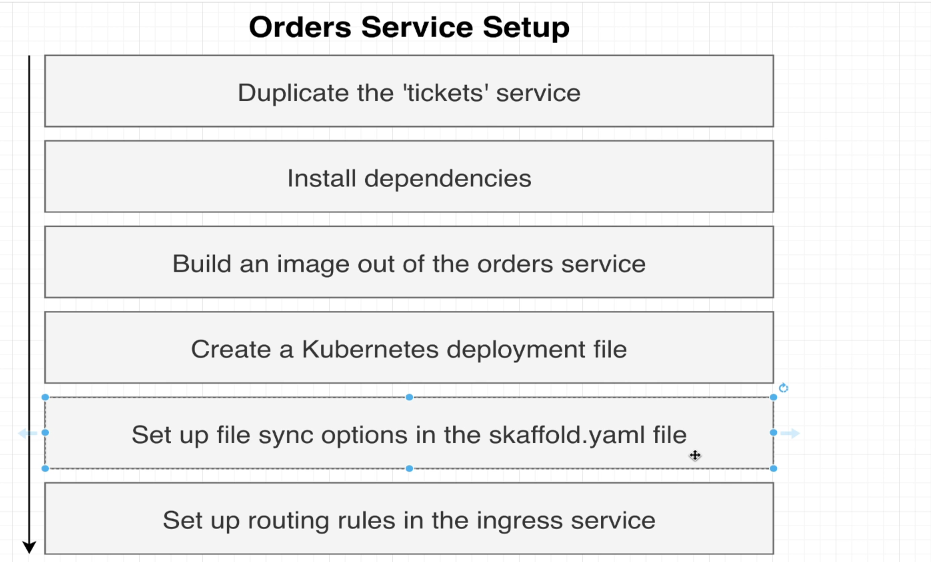 Orders Service Setup
Duplicate the 'tickets' service
Install dependencies
Build an image out of the orders service
Create a Kubernetes deployment file
Set up file sync options in the skaffold.yaml file
Set up routing rules in the ingress service